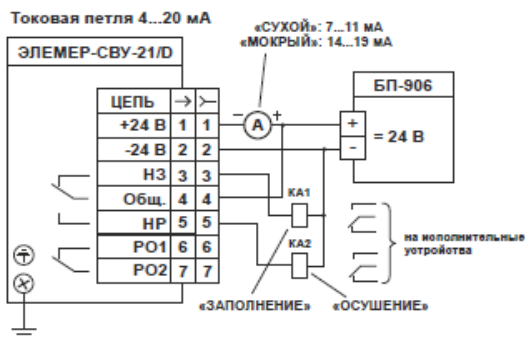 Токовая петля 4...20 мА
«СУХОЙ»: 7...11 мА
«МОКРЫЙ»: 14...19 мА
ЭЛЕМЕР-СВУ-21/D
БП-906
ЦЕПЬ
+24 В 1 1
− A +
+
= 24 В
-24 В 2 2
-
НЗ 3 3
Общ. 4 4
КА1
НР 5 5
на исполнительные
устройства
РО1 6 6
КА2
РО2 7 7
«ЗАПОЛНЕНИЕ»
«ОСУШЕНИЕ»